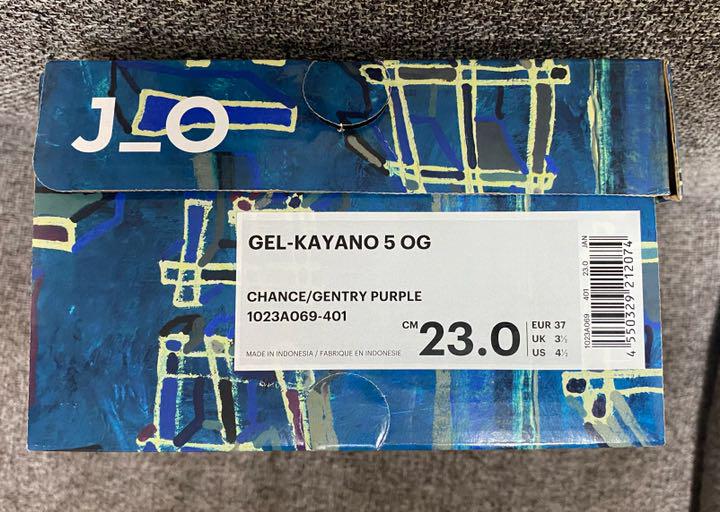 J_O
GEL-KAYANO 5 OG
CHANCE/GENTRY PURPLE
1023A069-401
MADE IN INDONESIA / FABRIQUE EN INDONESIE
CM 23.0
EUR 37
UK 3½
US 4½
1023A069 401 23.0 JAN
4 550329 212074